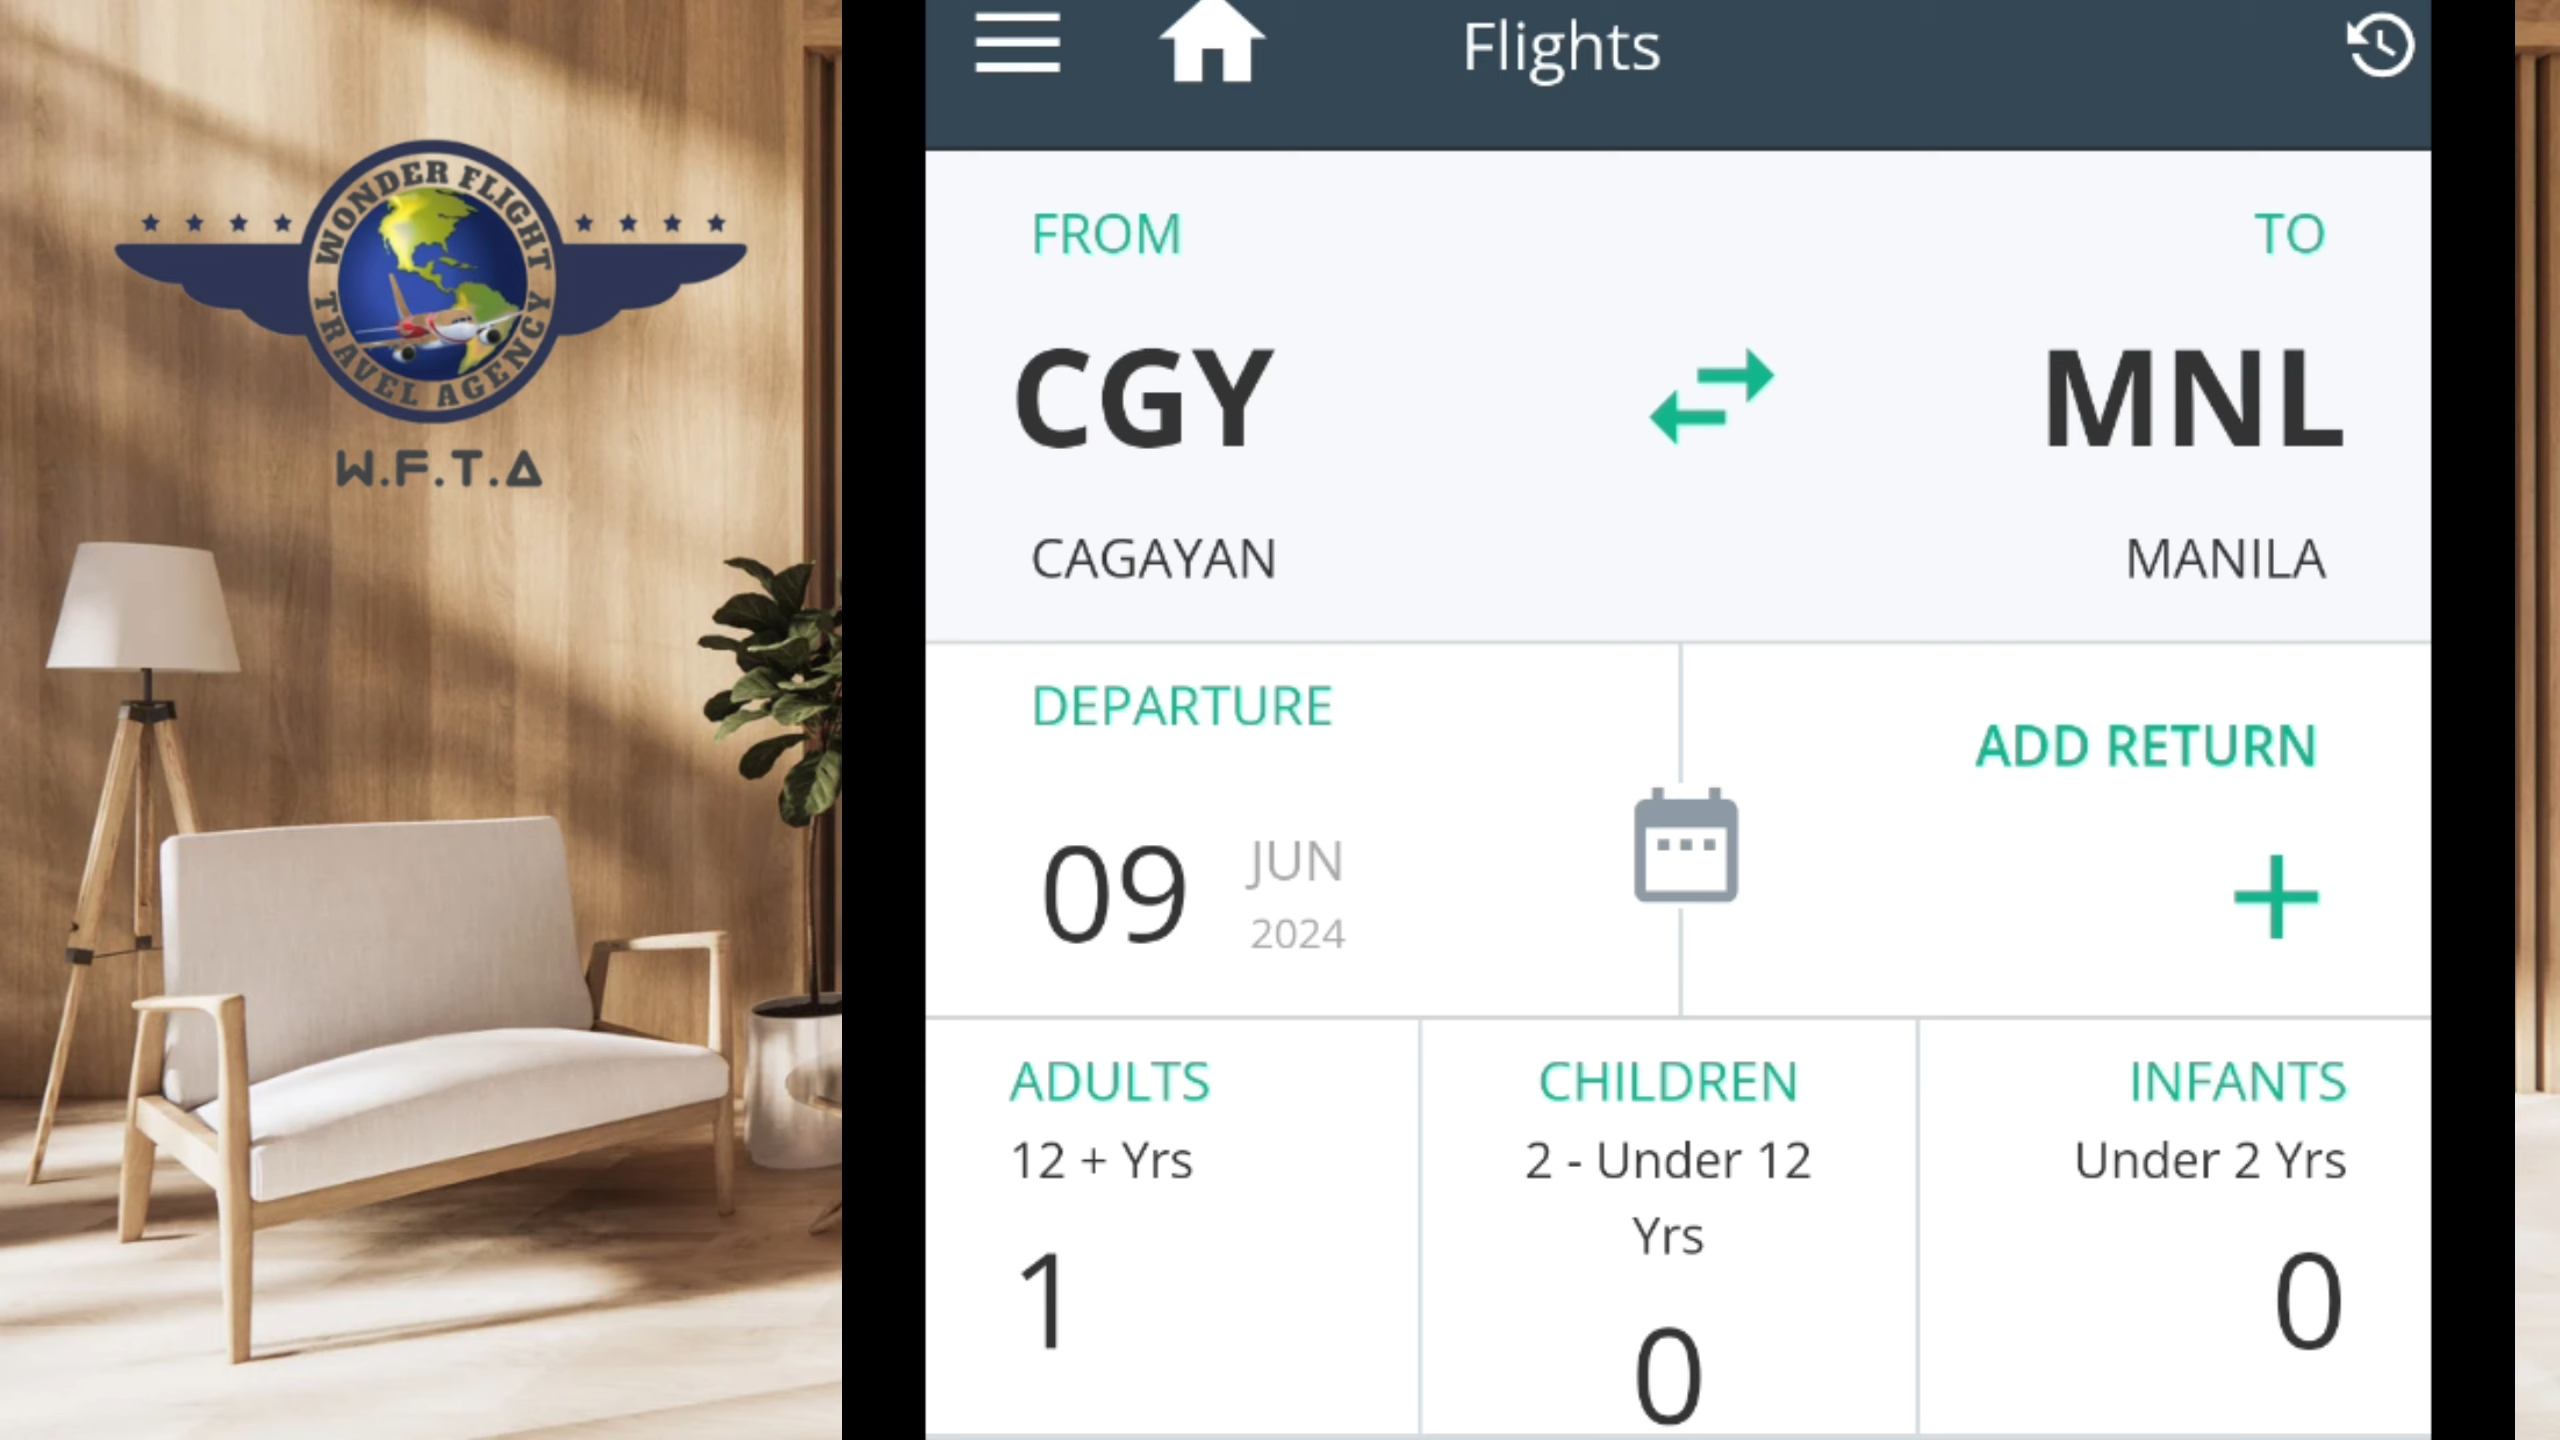 WONDER FLIGHT
TRAVEL AGENCY
W.F.T.A
Flights
FROM
TO
CGY
MNL
CAGAYAN
MANILA
DEPARTURE
ADD RETURN
09
JUN
2024
ADULTS
CHILDREN
INFANTS
12 + Yrs
2 - Under 12
Yrs
Under 2 Yrs
1
0
0